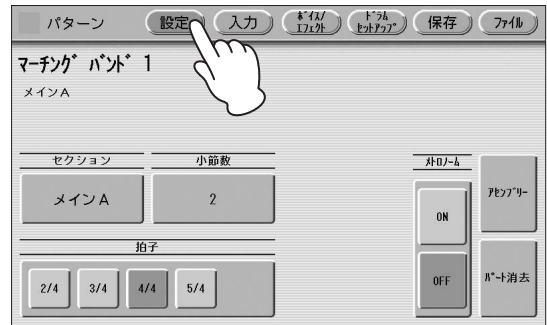 パターン
設定
入力
ボイス/
エフェクト
ドラム
セットアップ
保存
ファイル
マーチング バンド 1
メインA
セクション
小節数
メインA
2
拍子
2/4 3/4 4/4 5/4
メトロノーム
ON
OFF
アセンブリー
パート消去